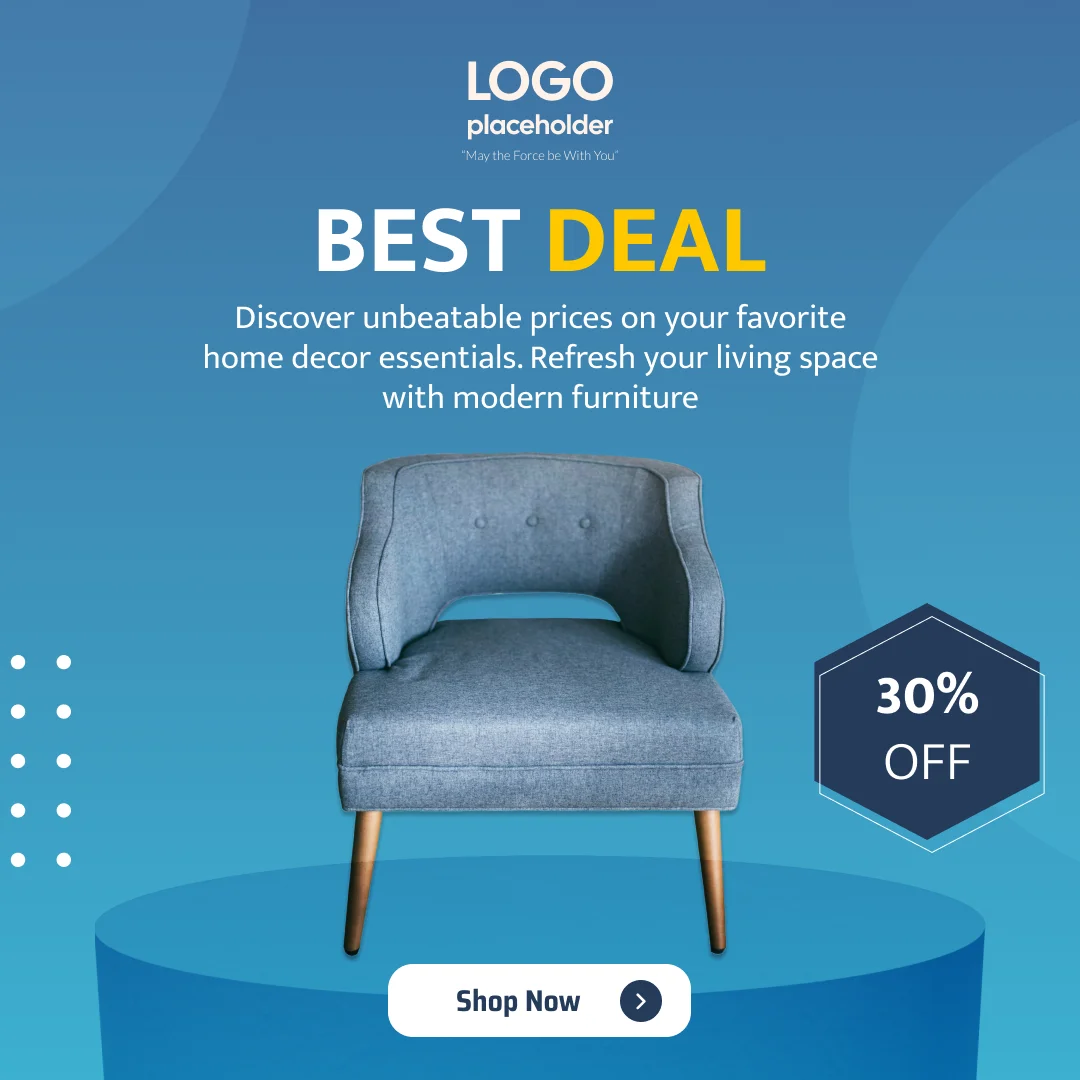 LOGO
placeholder
“May the Force be With You”
BEST DEAL
Discover unbeatable prices on your favorite
home decor essentials. Refresh your living space
with modern furniture
30%
OFF
Shop Now